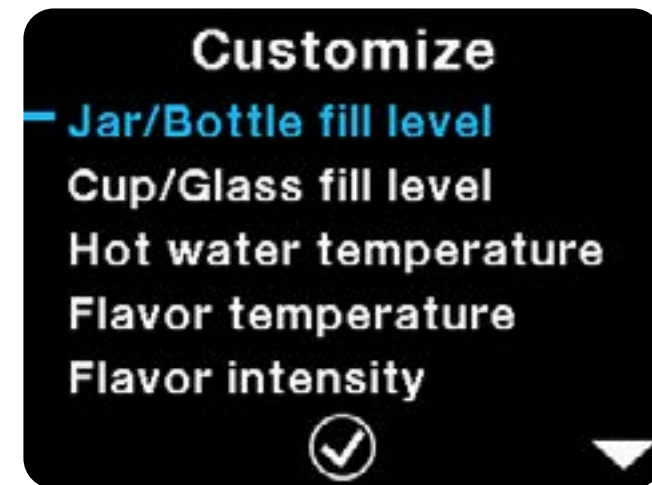 Customize
Jar/Bottle fill level
Cup/Glass fill level
Hot water temperature
Flavor temperature
Flavor intensity